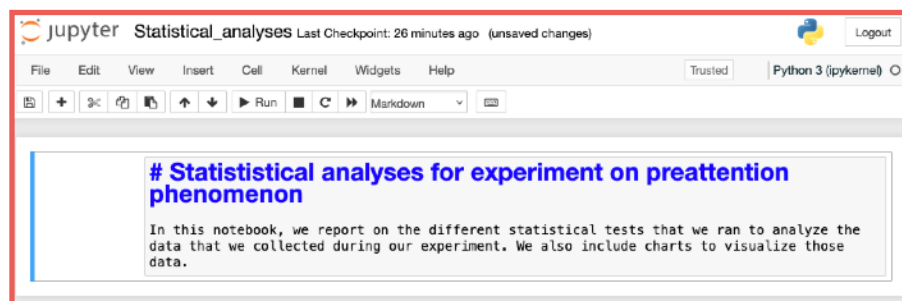 jupyter Statistical_analyses Last Checkpoint: 26 minutes ago (unsaved changes) Logout
File Edit View Insert Cell Kernel Widgets Help Trusted Python 3 (ipykernel)
Run Markdown
# Statististical analyses for experiment on preattention
phenomenon
In this notebook, we report on the different statistical tests that we ran to analyze the
data that we collected during our experiment. We also include charts to visualize those
data.